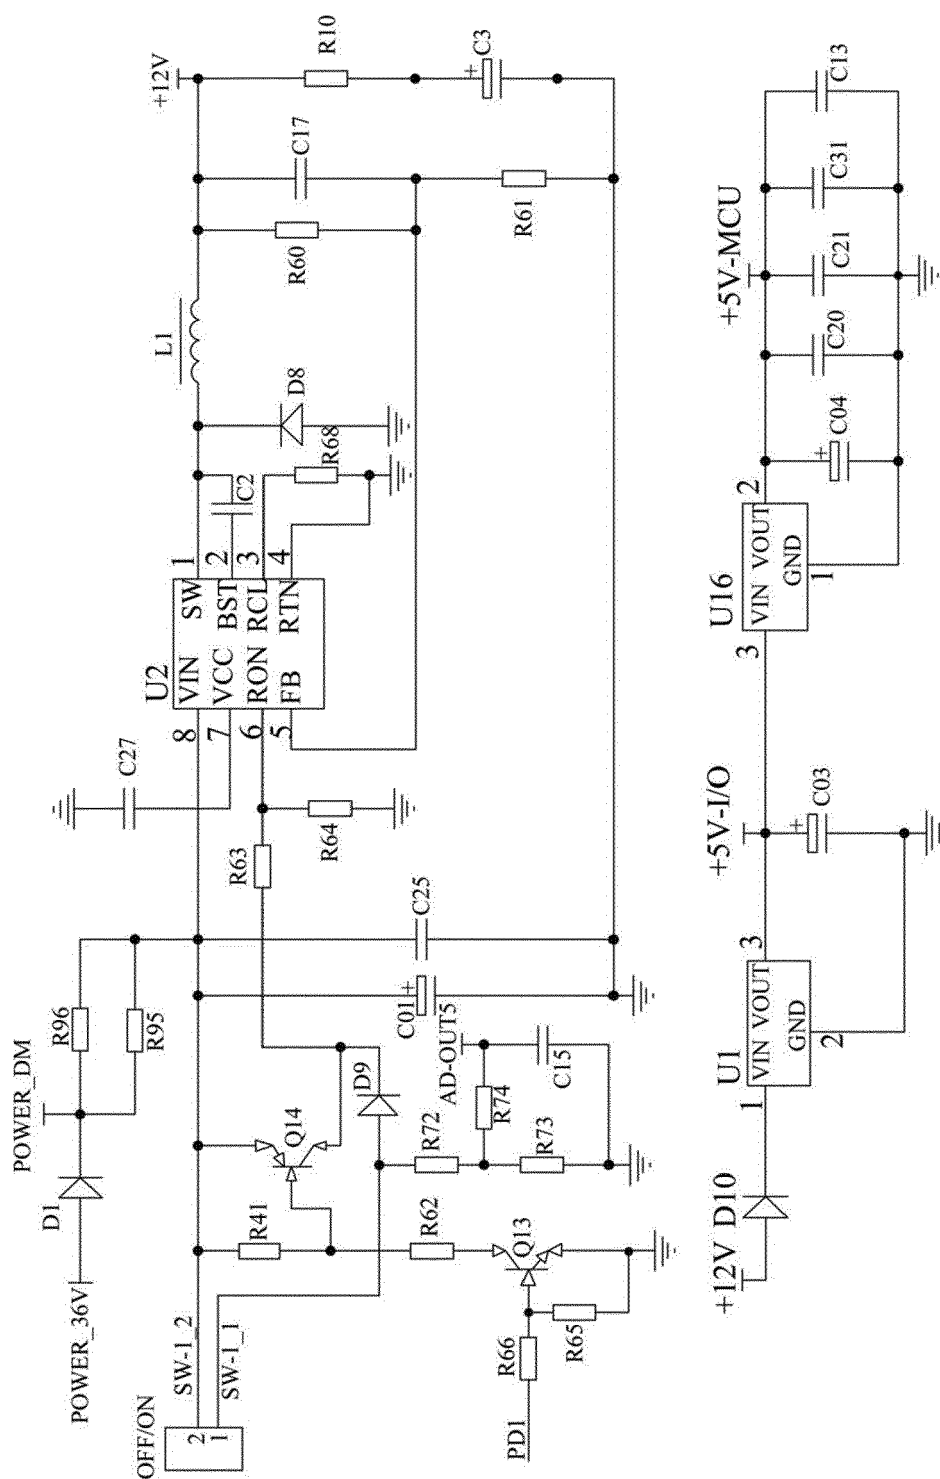 OFF/ON
2
1
SW-1_2
SW-1_1
POWER_36V
D1
POWER_DM
R96
R95
R41
Q14
D9
R62
Q13
PD1
R66
R65
R72
R74
R73
AD-OUT5
C15
C01
+
C25
R63
R64
C27
U2
8
7
6
5
VIN
VCC
RON
FB
SW
BST
RCL
RTN
1
2
3
4
C2
R68
D8
L1
R60
C17
R61
+12V
R10
+
C3
+12V
D10
U1
1
VIN VOUT
GND
3
2
+5V-I/O
+
C03
U16
3
VIN VOUT
GND
2
1
+
C04
C20
+5V-MCU
C21
C31
C13